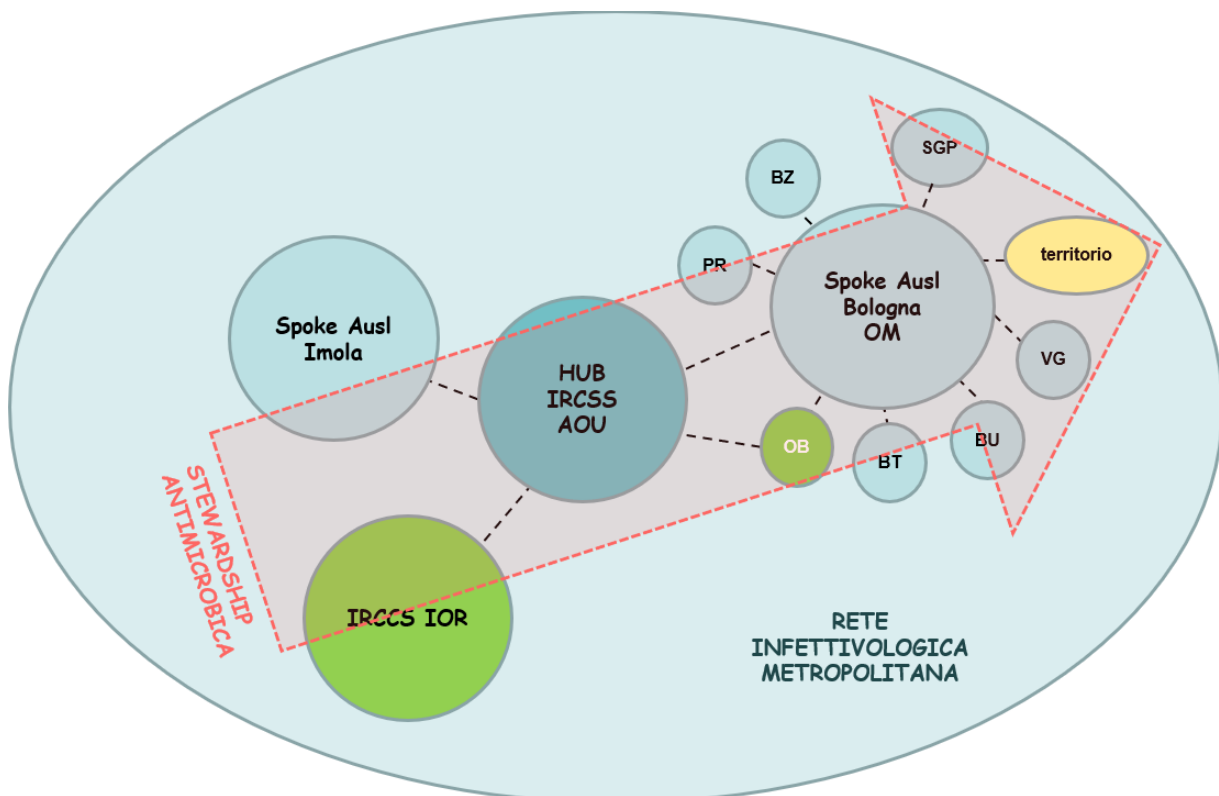 SGP
BZ
territorio
PR
Spoke Ausl
Bologna
OM
Spoke Ausl
Imola
VG
HUB
IRCSS
AOU
OB
BT
BU
STEWARDSHIP
ANTIMICROBICA
IRCCS IOR
RETE
INFETTIVOLOGICA
METROPOLITANA